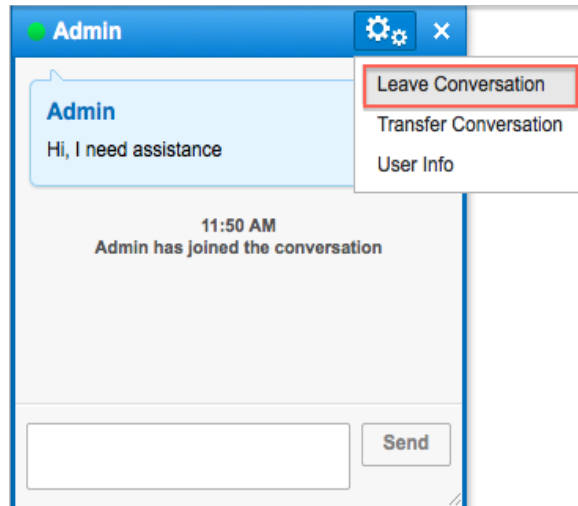 Admin
Leave Conversation
Transfer Conversation
User Info
Admin
Hi, I need assistance
11:50 AM
Admin has joined the conversation
Send